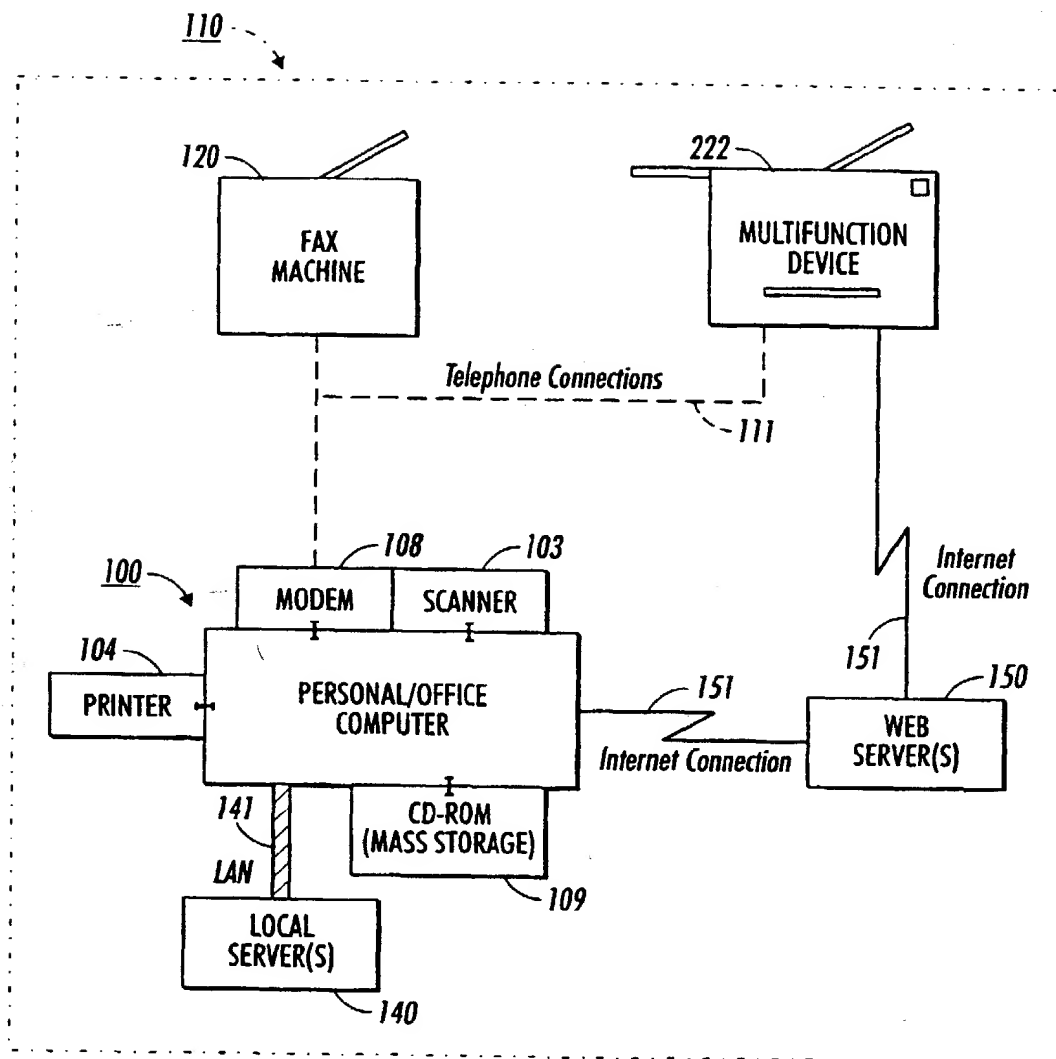 110
120
222
FAX
MACHINE
MULTIFUNCTION
DEVICE
Telephone Connections
111
108
103
100
MODEM
SCANNER
Internet
Connection
104
151
151
150
PRINTER
PERSONAL/OFFICE
COMPUTER
WEB
SERVER(S)
Internet Connection
141
CD-ROM
(MASS STORAGE)
LAN
109
LOCAL
SERVER(S)
140